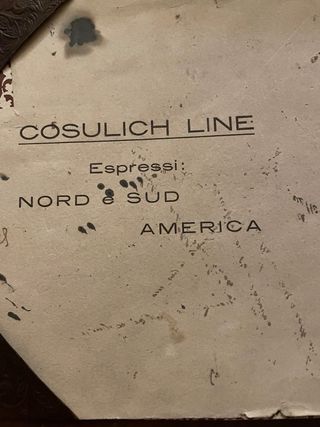 COSULICH LINE
Espressi:
NORD e SUD
AMERICA